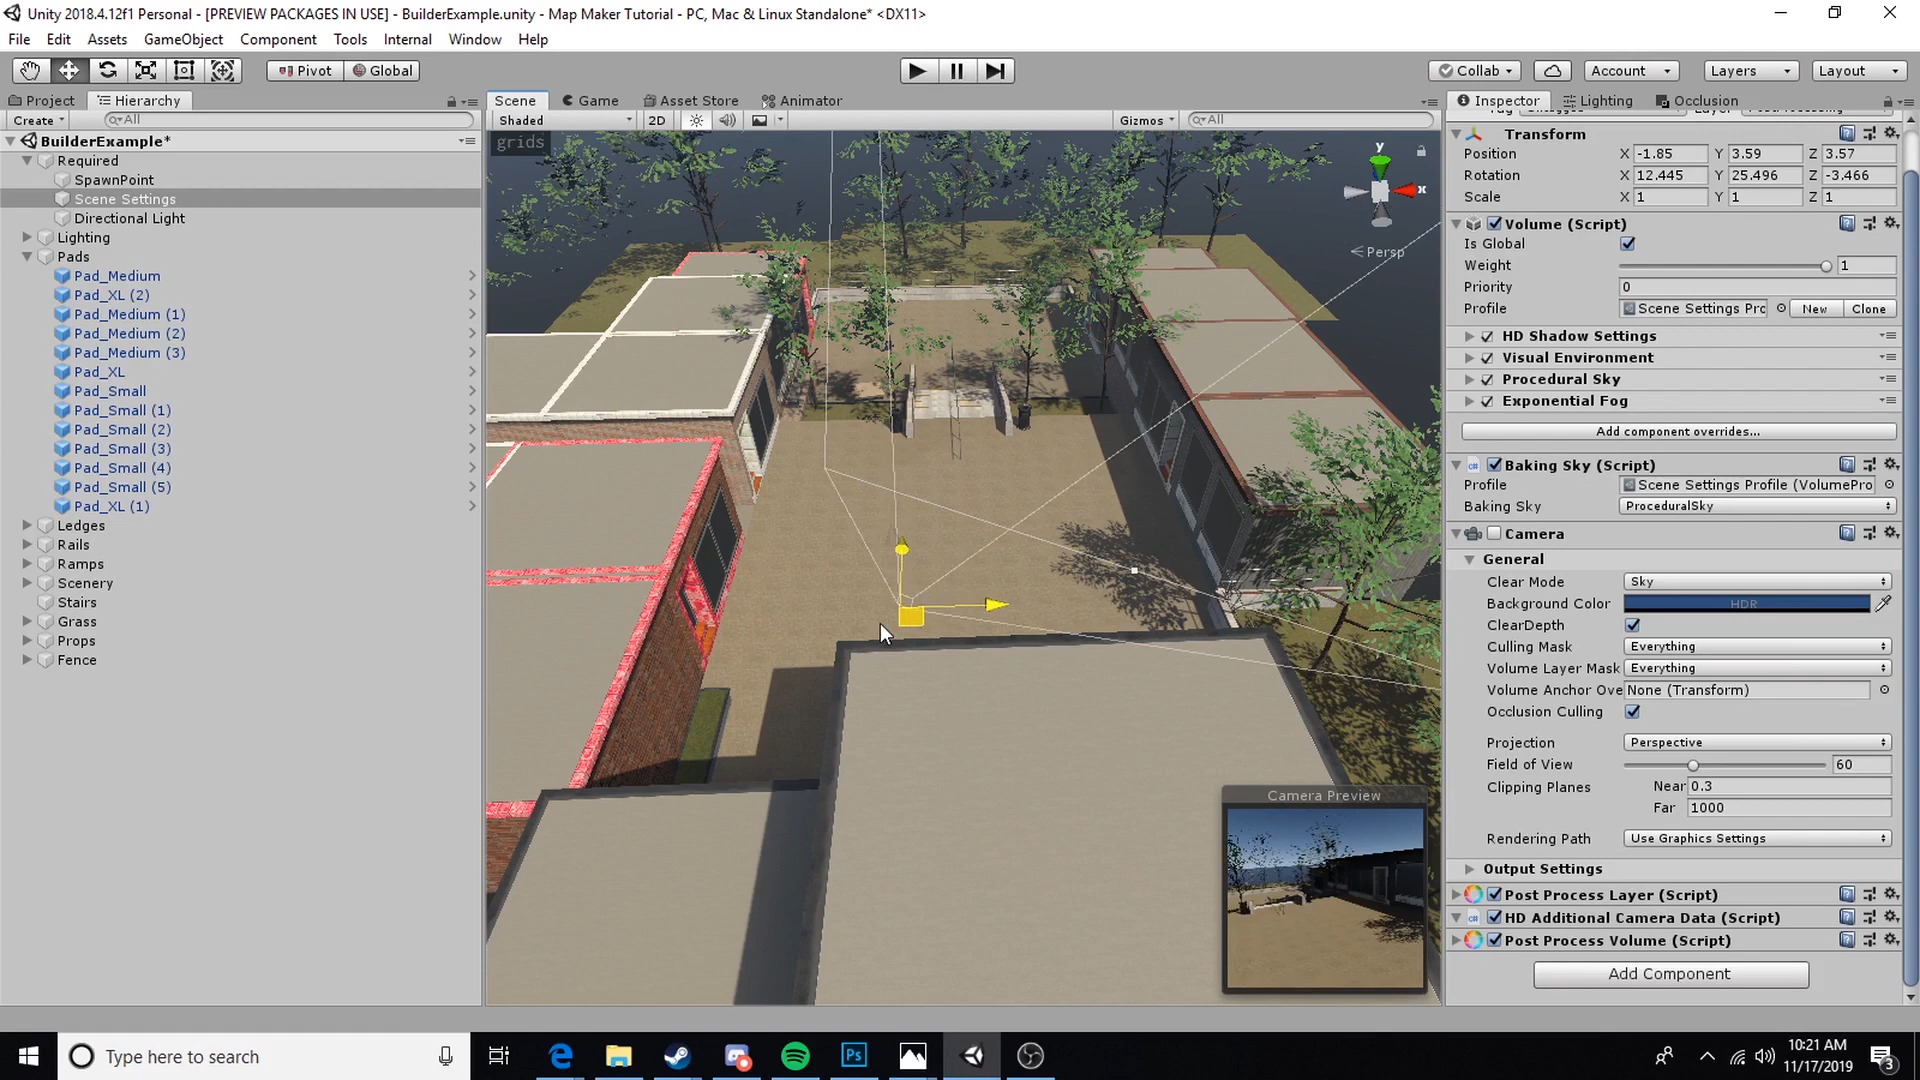 Unity 2018.4.12f1 Personal - [PREVIEW PACKAGES IN USE] - BuilderExample.unity - Map Maker Tutorial - PC, Mac & Linux Standalone* <DX11>
File Edit Assets GameObject Component Tools Internal Window Help
Pivot Global Collab Account Layers Layout
Project Hierarchy Scene Game Asset Store Animator Inspector Lighting Occlusion
Create All Shaded 2D Gizmos All
BuilderExample*
Required
SpawnPoint
Scene Settings
Directional Light
Lighting
Pads
Pad_Medium
Pad_XL (2)
Pad_Medium (1)
Pad_Medium (2)
Pad_Medium (3)
Pad_XL
Pad_Small
Pad_Small (1)
Pad_Small (2)
Pad_Small (3)
Pad_Small (4)
Pad_Small (5)
Pad_XL (1)
Ledges
Rails
Ramps
Scenery
Stairs
Grass
Props
Fence
grids
y
x
Persp
Camera Preview
Transform
Position X -1.85 Y 3.59 Z 3.57
Rotation X 12.445 Y 25.496 Z -3.466
Scale X 1 Y 1 Z 1
Volume (Script)
Is Global
Weight 1
Priority 0
Profile Scene Settings Prc New Clone
HD Shadow Settings
Visual Environment
Procedural Sky
Exponential Fog
Add component overrides...
Baking Sky (Script)
Profile Scene Settings Profile (VolumePro
Baking Sky ProceduralSky
Camera
General
Clear Mode Sky
Background Color HDR
ClearDepth
Culling Mask Everything
Volume Layer Mask Everything
Volume Anchor Ove None (Transform)
Occlusion Culling
Projection Perspective
Field of View 60
Clipping Planes Near 0.3
Far 1000
Rendering Path Use Graphics Settings
Output Settings
Post Process Layer (Script)
HD Additional Camera Data (Script)
Post Process Volume (Script)
Add Component
Type here to search
Ps
10:21 AM
11/17/2019
3